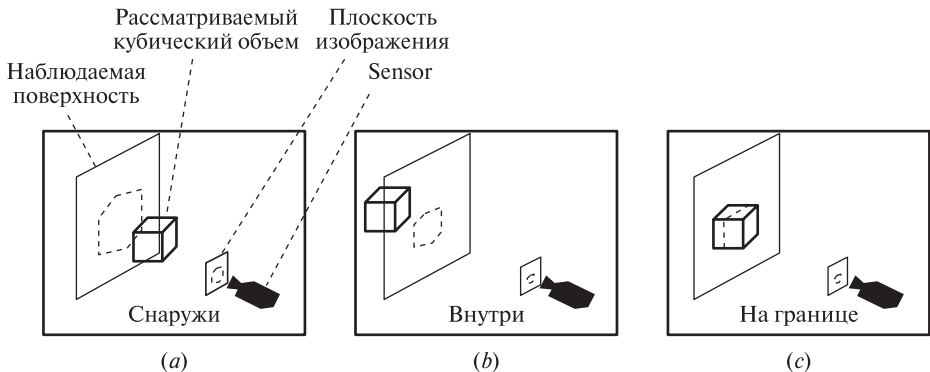 Рассматриваемый
кубический объем
Плоскость
изображения
Наблюдаемая
поверхность
Sensor
Снаружи
Внутри
На границе
(a)
(b)
(c)